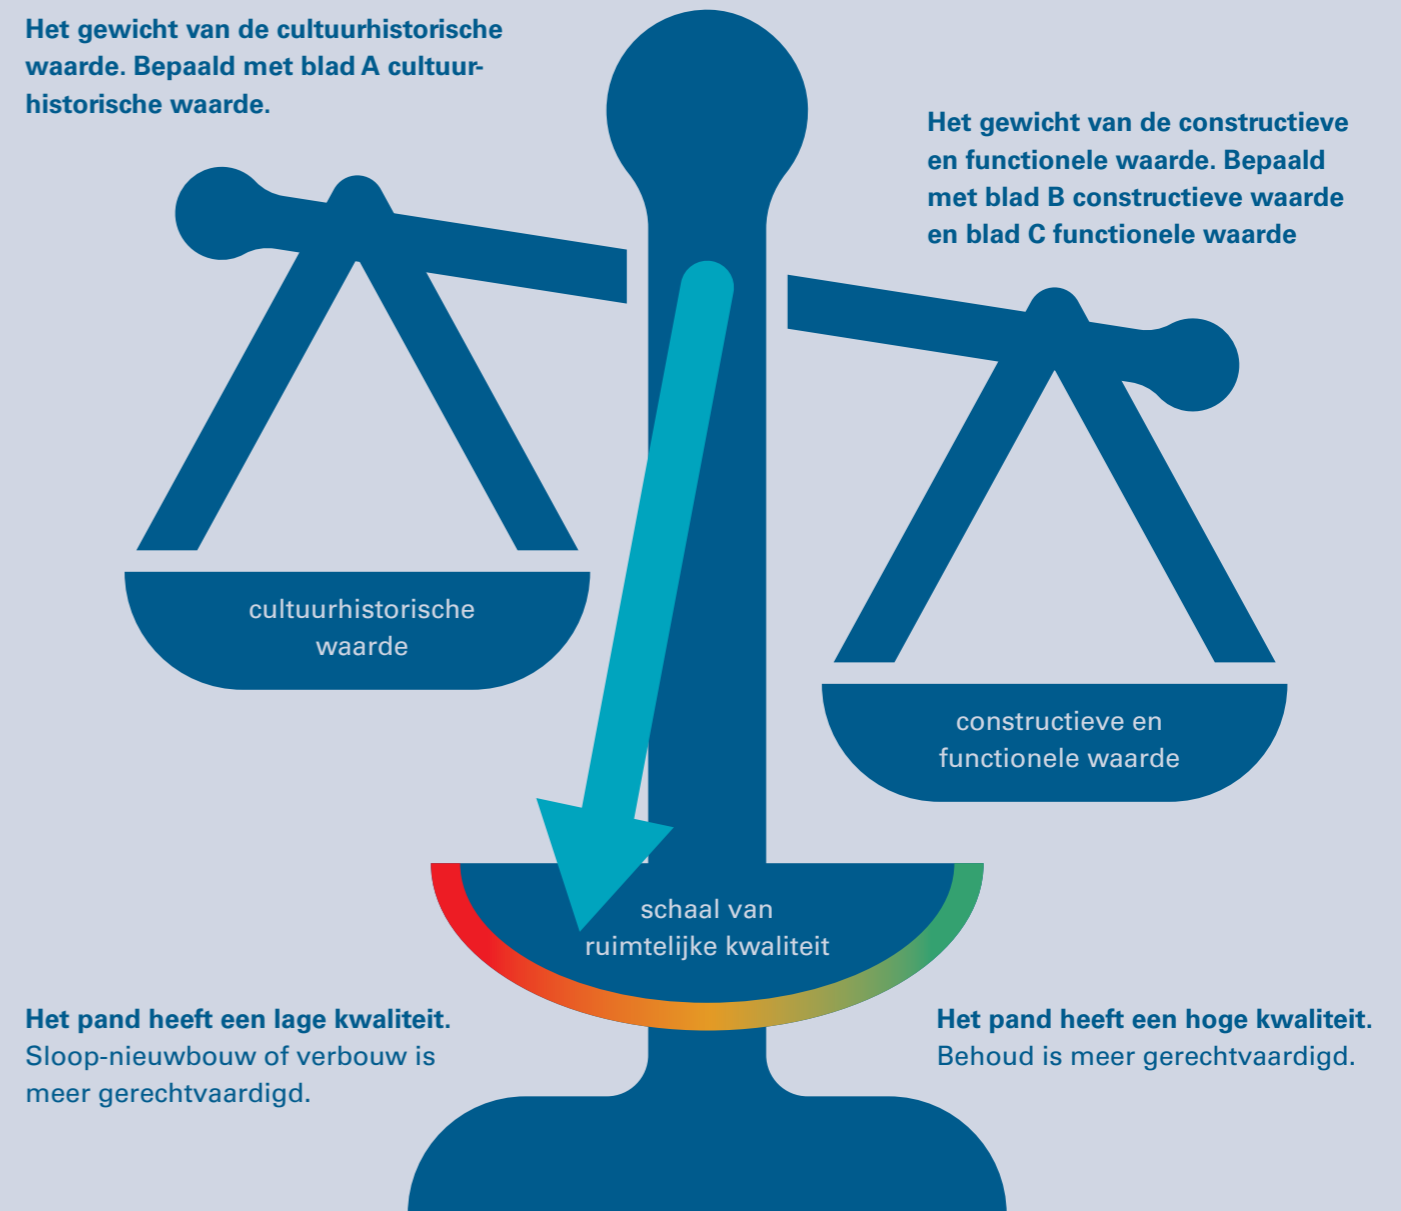 Het gewicht van de cultuurhistorische
waarde. Bepaald met blad A cultuur-
historische waarde.
Het gewicht van de constructieve
en functionele waarde. Bepaald
met blad B constructieve waarde
en blad C functionele waarde
cultuurhistorische
waarde
constructieve en
functionele waarde
schaal van
ruimtelijke kwaliteit
Het pand heeft een lage kwaliteit.
Sloop-nieuwbouw of verbouw is
meer gerechtvaardigd.
Het pand heeft een hoge kwaliteit.
Behoud is meer gerechtvaardigd.